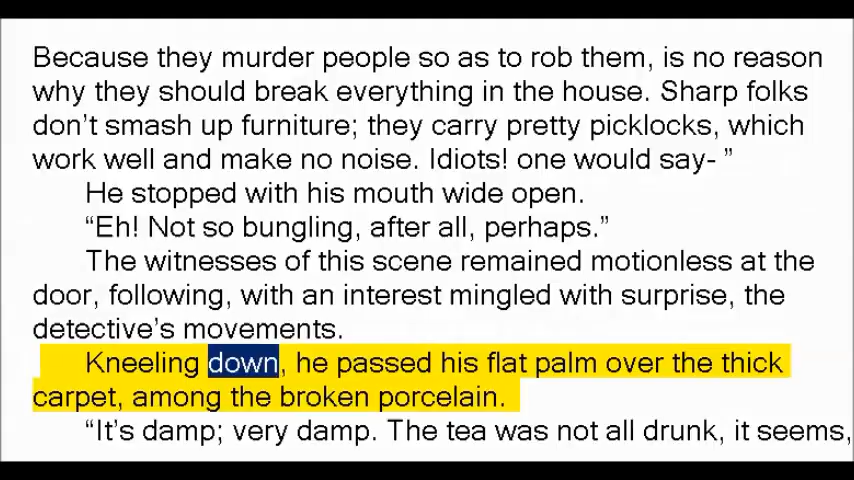 Because they murder people so as to rob them, is no reason
why they should break everything in the house. Sharp folks
don't smash up furniture; they carry pretty picklocks, which
work well and make no noise. Idiots! one would say- ”
He stopped with his mouth wide open.
“Eh! Not so bungling, after all, perhaps.”
The witnesses of this scene remained motionless at the
door, following, with an interest mingled with surprise, the
detective's movements.
Kneeling down, he passed his flat palm over the thick
carpet, among the broken porcelain.
“It's damp; very damp. The tea was not all drunk, it seems,